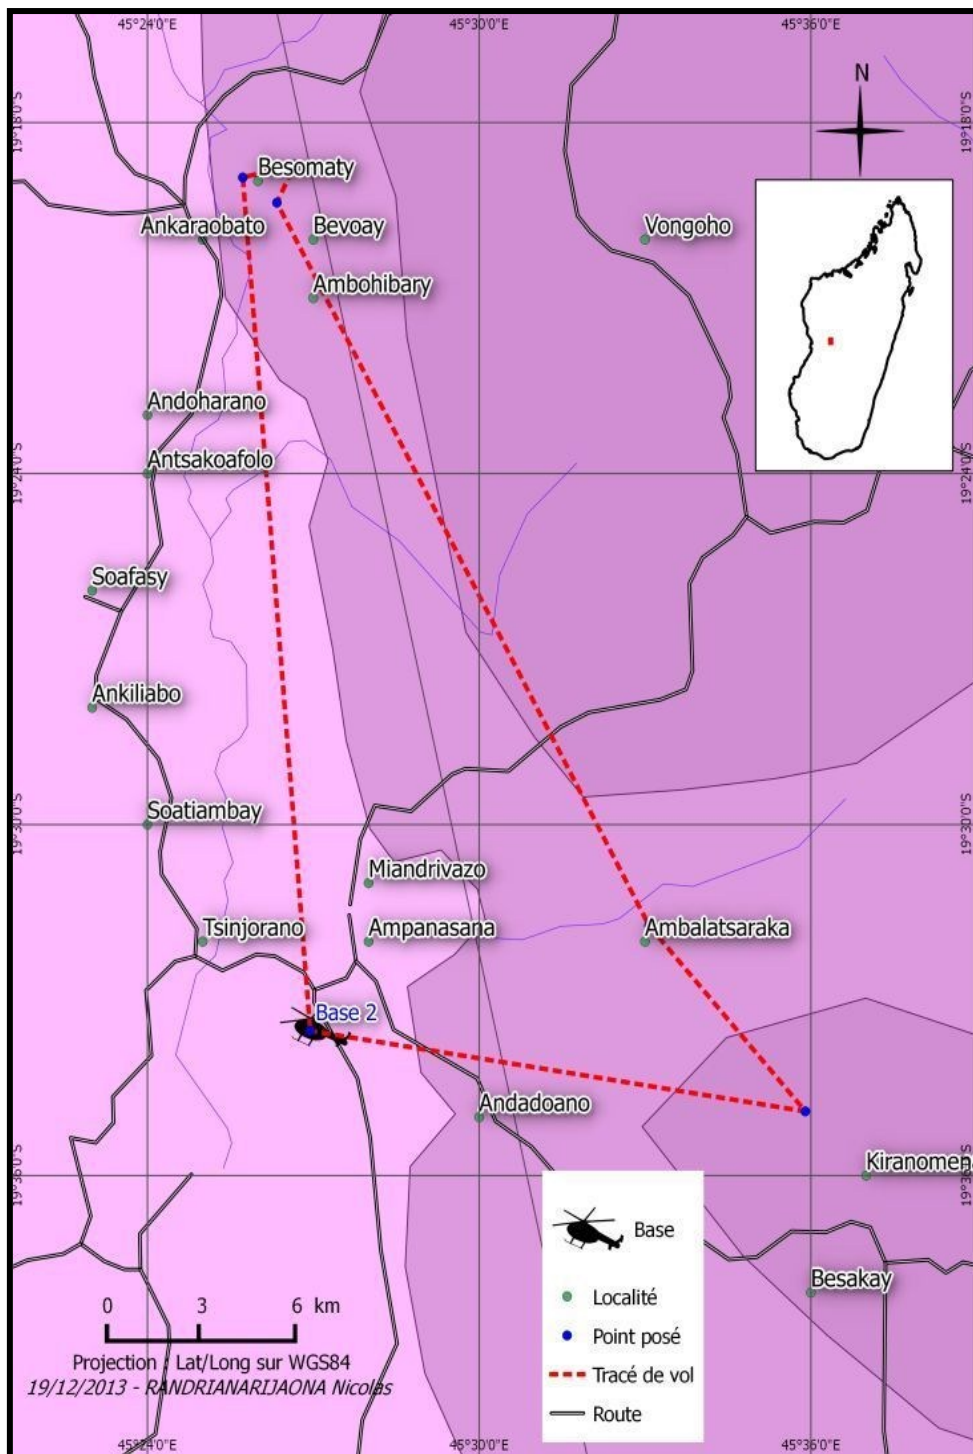 45°24'0"E
45°30'0"E
45°36'0"E
19°18'0"S
19°18'0"S
N
Besomaty
Ankaraobato
Bevoay
Vongoho
Ambohibary
Andoharano
Antsakoafolo
19°24'0"S
19°24'0"S
Soafasy
Ankiliabo
Soatiambay
19°30'0"S
19°30'0"S
Miandrivazo
Tsinjorano
Ampanasana
Ambalatsaraka
Base 2
Andadoano
Kiranomena
19°36'0"S
19°36'0"S
Besakay
Base
Localité
Point posé
Tracé de vol
Route
0 3 6 km
Projection : Lat/Long sur WGS84
19/12/2013 - RANDRIANARIJAONA Nicolas
45°24'0"E
45°30'0"E
45°36'0"E